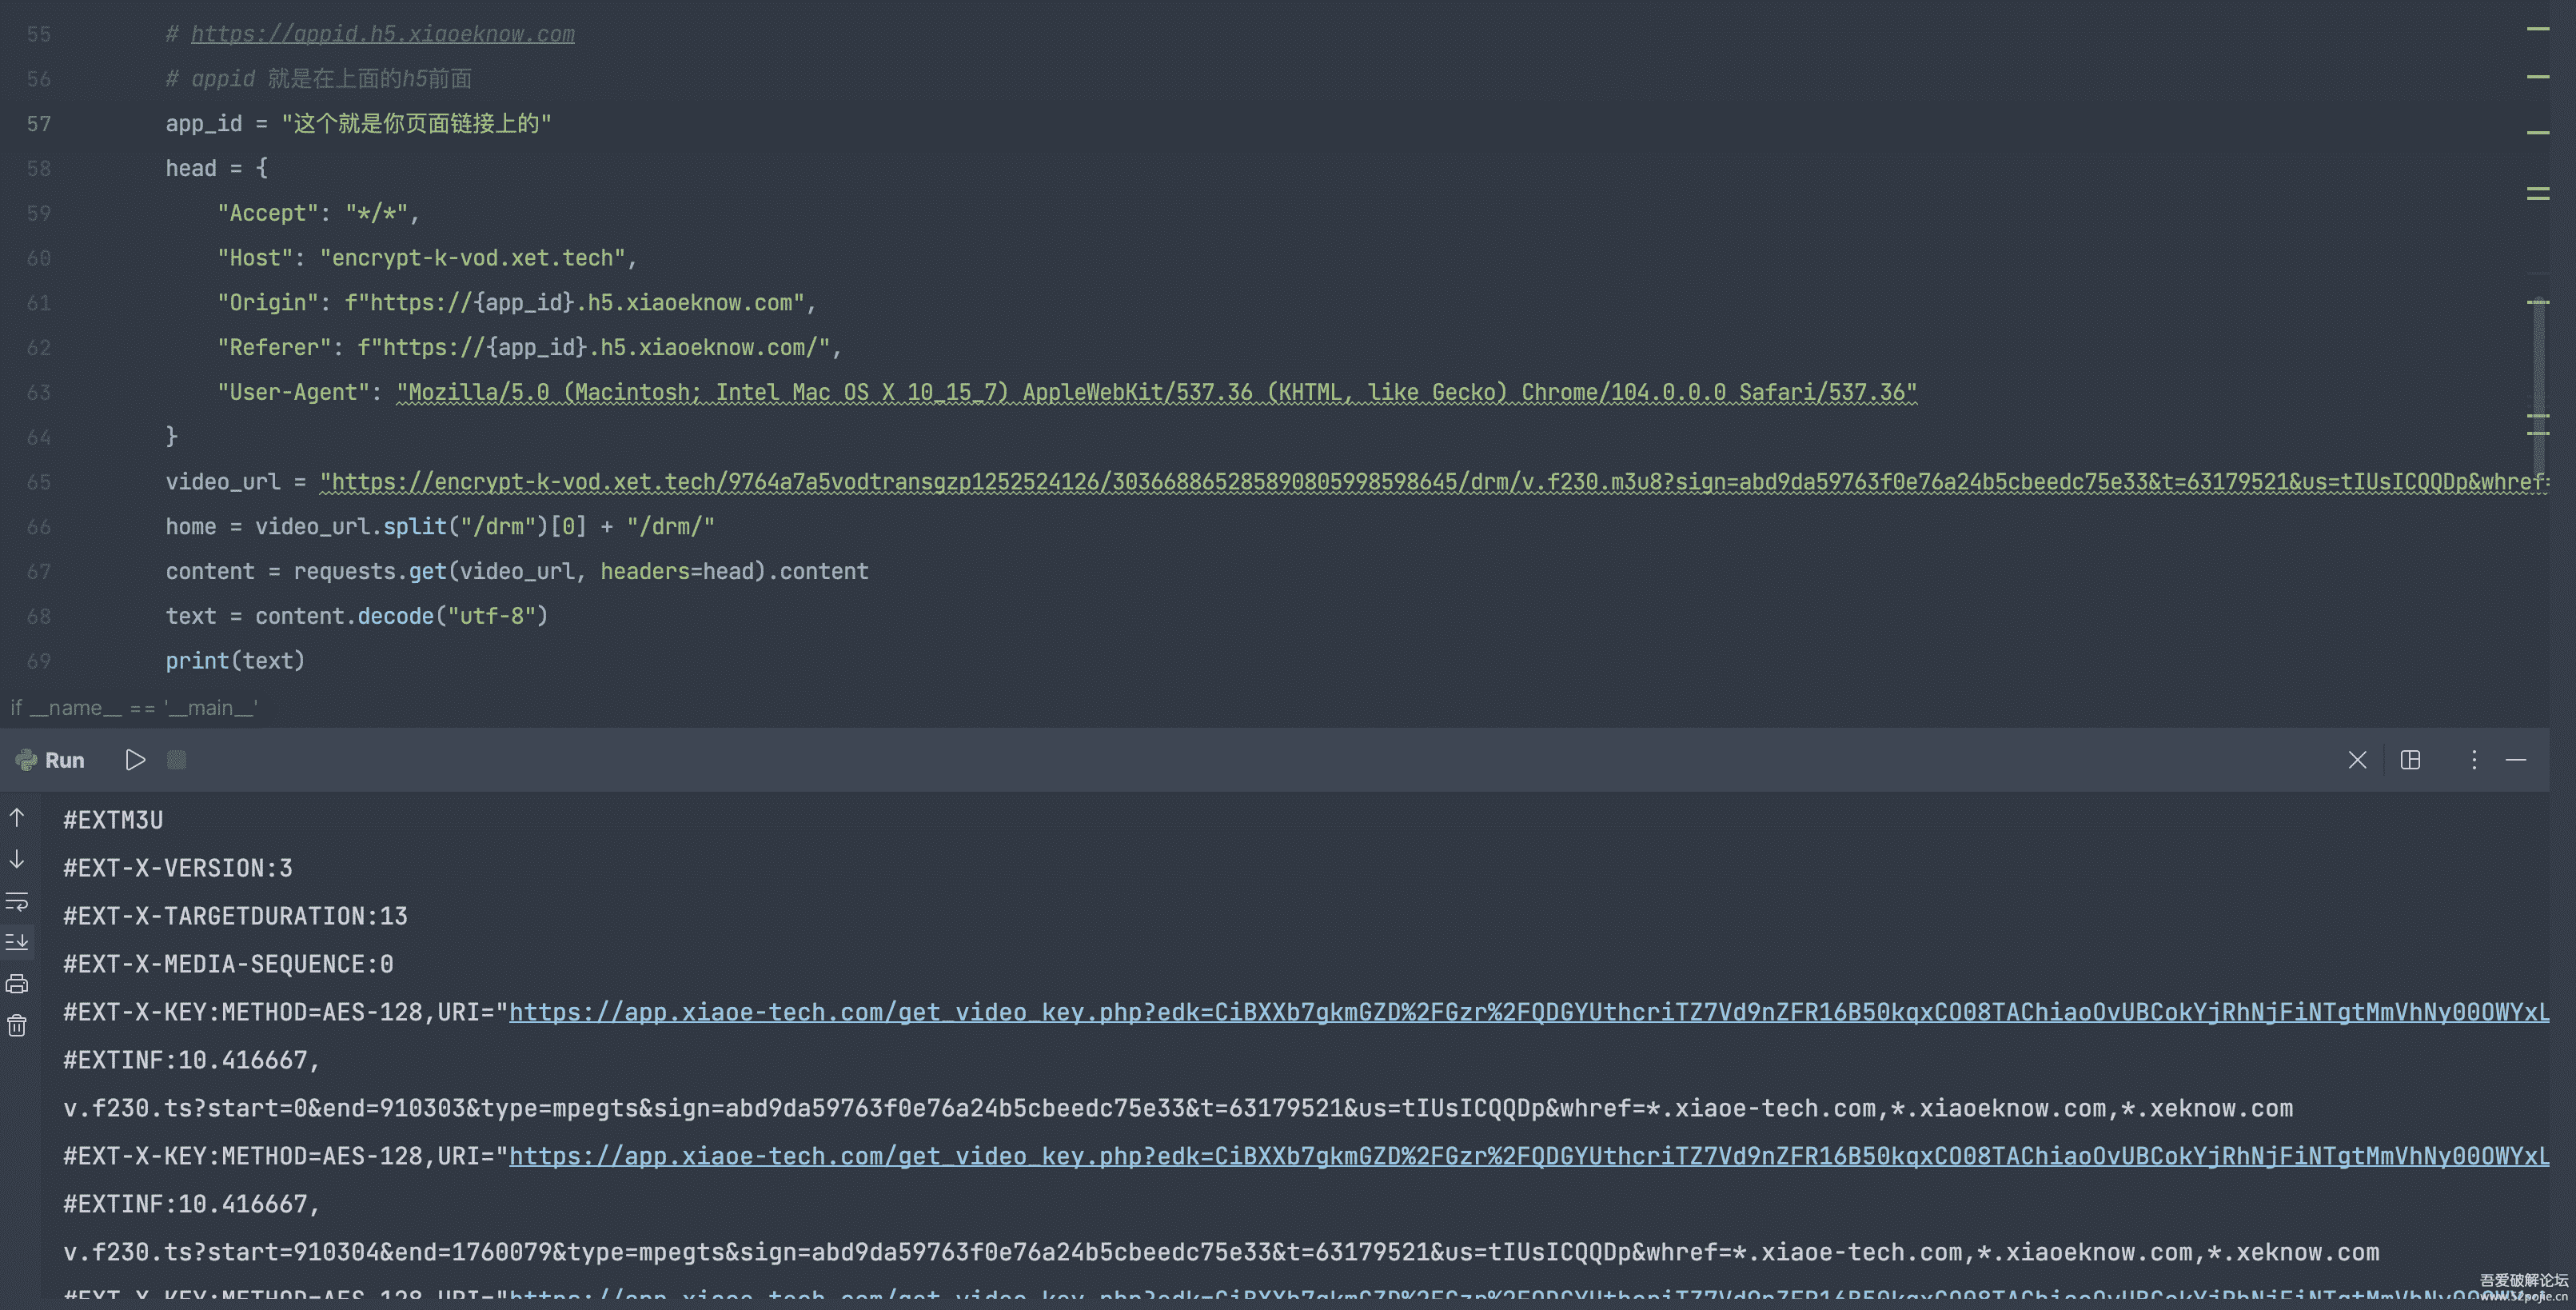 55 # https://appid.h5.xiaoeknow.com
56 # appid 就是在上面的h5前面
57 app_id = "这个就是你页面链接上的"
58 head = {
59 "Accept": "*/*",
60 "Host": "encrypt-k-vod.xet.tech",
61 "Origin": f"https://{app_id}.h5.xiaoeknow.com",
62 "Referer": f"https://{app_id}.h5.xiaoeknow.com/",
63 "User-Agent": "Mozilla/5.0 (Macintosh; Intel Mac OS X 10_15_7) AppleWebKit/537.36 (KHTML, like Gecko) Chrome/104.0.0.0 Safari/537.36"
64 }
65 video_url = "https://encrypt-k-vod.xet.tech/9764a7a5vodtransgzp1252524126/303668865285890805998598645/drm/v.f230.m3u8?sign=abd9da59763f0e76a24b5cbeedc75e33&t=63179521&us=tIUsICQQDp&whref=
66 home = video_url.split("/drm")[0] + "/drm/"
67 content = requests.get(video_url, headers=head).content
68 text = content.decode("utf-8")
69 print(text)
if __name__ == '__main__'
Run
#EXTM3U
#EXT-X-VERSION:3
#EXT-X-TARGETDURATION:13
#EXT-X-MEDIA-SEQUENCE:0
#EXT-X-KEY:METHOD=AES-128,URI="https://app.xiaoe-tech.com/get_video_key.php?edk=CiBXXb7gkmGZD%2FGzr%2FQDGYUthcriTZ7Vd9nZFR16B50kqxCO08TAChiaoOvUBCokYjRhNjFiNTgtMmVhNy00OWYxL
#EXTINF:10.416667,
v.f230.ts?start=0&end=910303&type=mpegts&sign=abd9da59763f0e76a24b5cbeedc75e33&t=63179521&us=tIUsICQQDp&whref=*.xiaoe-tech.com,*.xiaoeknow.com,*.xeknow.com
#EXT-X-KEY:METHOD=AES-128,URI="https://app.xiaoe-tech.com/get_video_key.php?edk=CiBXXb7gkmGZD%2FGzr%2FQDGYUthcriTZ7Vd9nZFR16B50kqxCO08TAChiaoOvUBCokYjRhNjFiNTgtMmVhNy00OWYxL
#EXTINF:10.416667,
v.f230.ts?start=910304&end=1760079&type=mpegts&sign=abd9da59763f0e76a24b5cbeedc75e33&t=63179521&us=tIUsICQQDp&whref=*.xiaoe-tech.com,*.xiaoeknow.com,*.xeknow.com
吾爱破解论坛
www.52pojie.cn